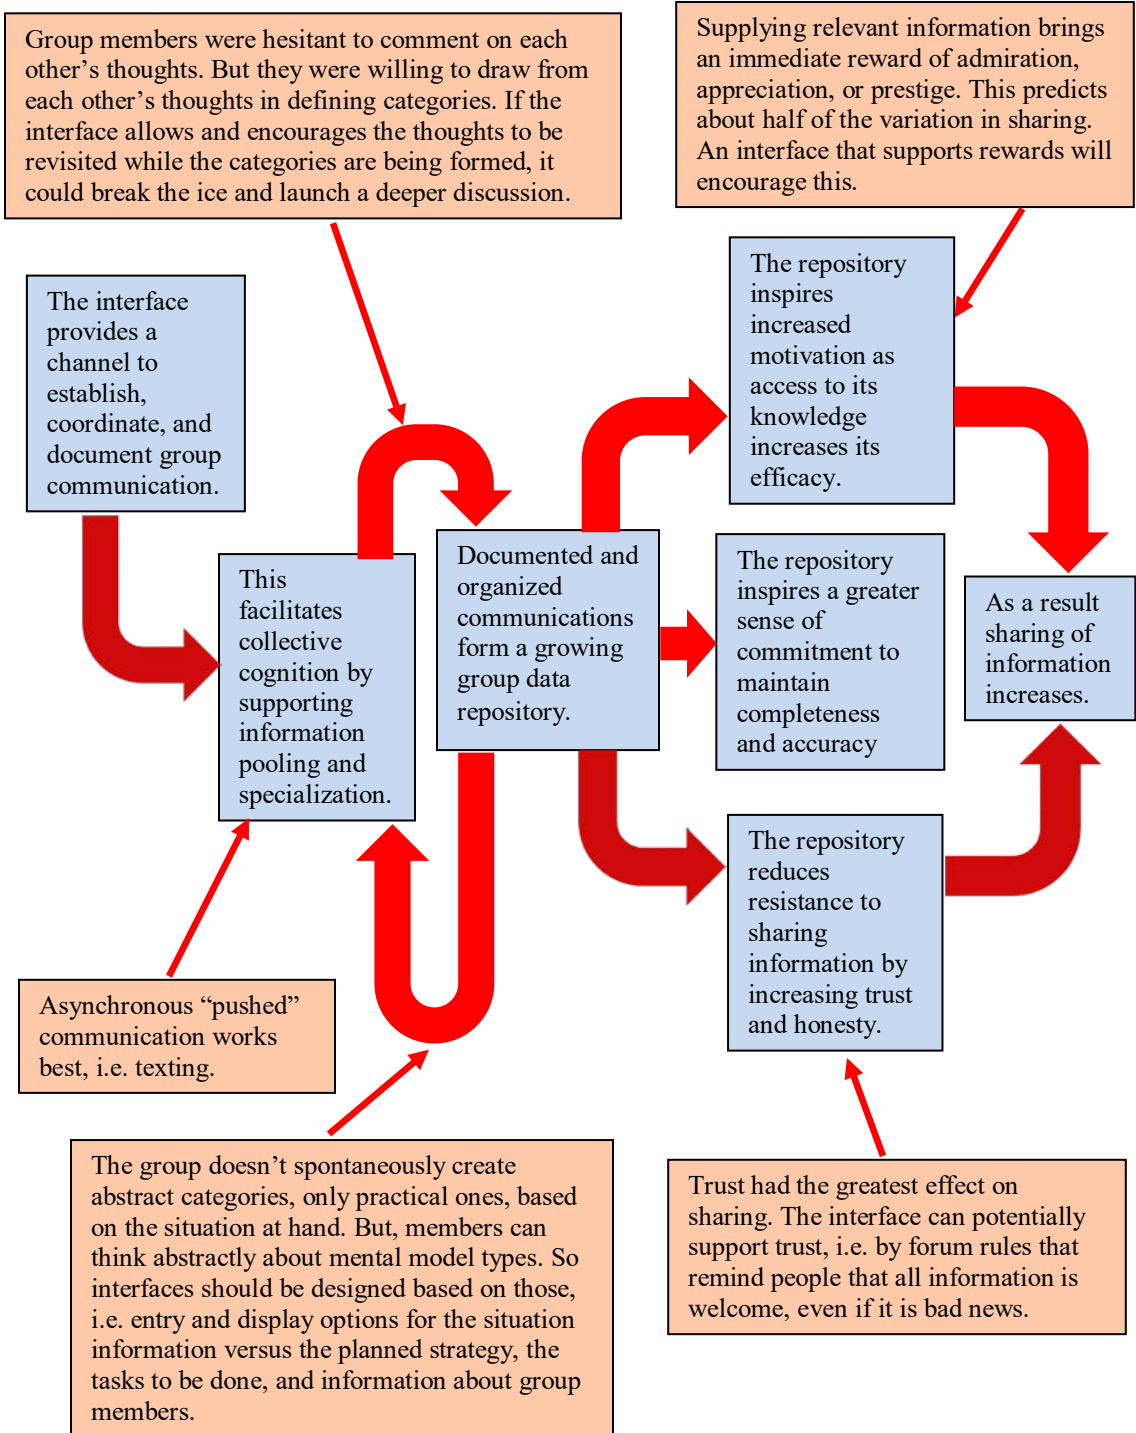 Group members were hesitant to comment on each
other’s thoughts. But they were willing to draw from
each other’s thoughts in defining categories. If the
interface allows and encourages the thoughts to be
revisited while the categories are being formed, it
could break the ice and launch a deeper discussion.
Supplying relevant information brings
an immediate reward of admiration,
appreciation, or prestige. This predicts
about half of the variation in sharing.
An interface that supports rewards will
encourage this.
The interface
provides a
channel to
establish,
coordinate, and
document group
communication.
This
facilitates
collective
cognition by
supporting
information
pooling and
specialization.
Documented and
organized
communications
form a growing
group data
repository.
The repository
inspires
increased
motivation as
access to its
knowledge
increases its
efficacy.
The repository
inspires a greater
sense of
commitment to
maintain
completeness
and accuracy
The repository
reduces
resistance to
sharing
information by
increasing trust
and honesty.
As a result
sharing of
information
increases.
Asynchronous “pushed”
communication works
best, i.e. texting.
The group doesn’t spontaneously create
abstract categories, only practical ones, based
on the situation at hand. But, members can
think abstractly about mental model types. So
interfaces should be designed based on those,
i.e. entry and display options for the situation
information versus the planned strategy, the
tasks to be done, and information about group
members.
Trust had the greatest effect on
sharing. The interface can potentially
support trust, i.e. by forum rules that
remind people that all information is
welcome, even if it is bad news.